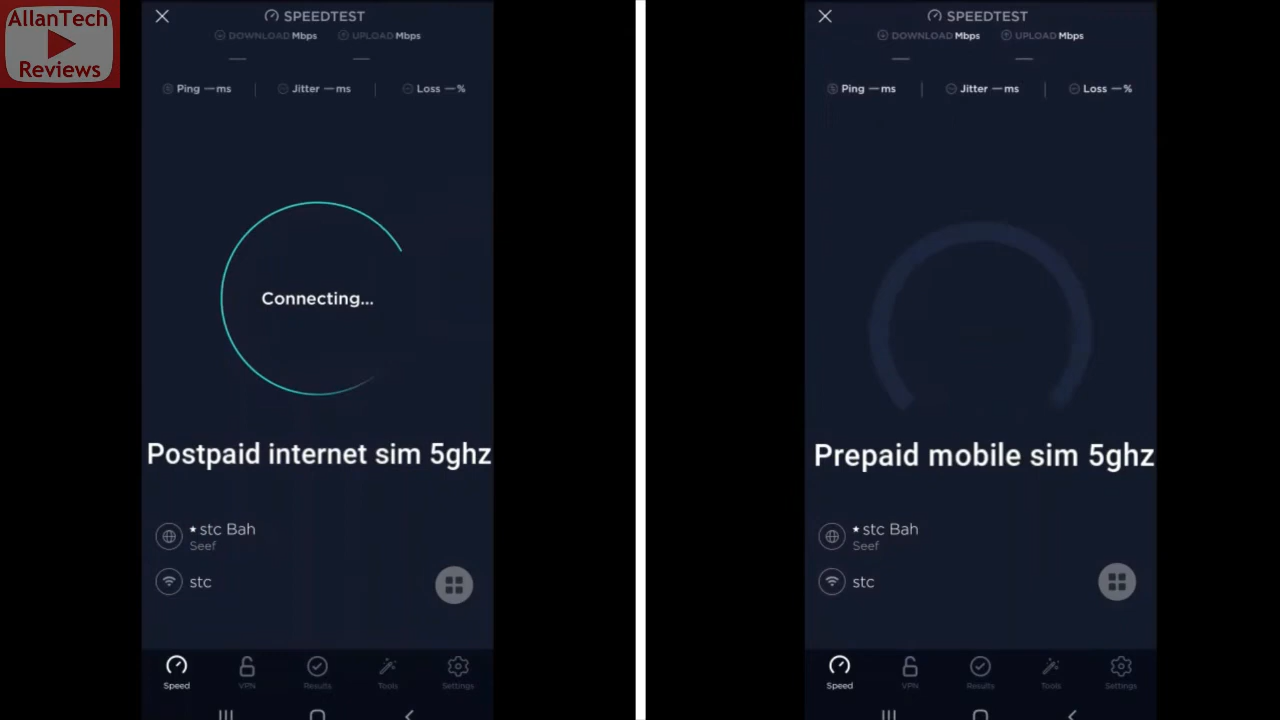 AllanTech
Reviews
SPEEDTEST
DOWNLOAD Mbps UPLOAD Mbps
— —
Ping —ms Jitter —ms Loss —%
Connecting...
Postpaid internet sim 5ghz
stc Bah
Seef
stc
Speed VPN Results Tools Settings
SPEEDTEST
DOWNLOAD Mbps UPLOAD Mbps
— —
Ping —ms Jitter —ms Loss —%
Prepaid mobile sim 5ghz
stc Bah
Seef
stc
Speed VPN Results Tools Settings